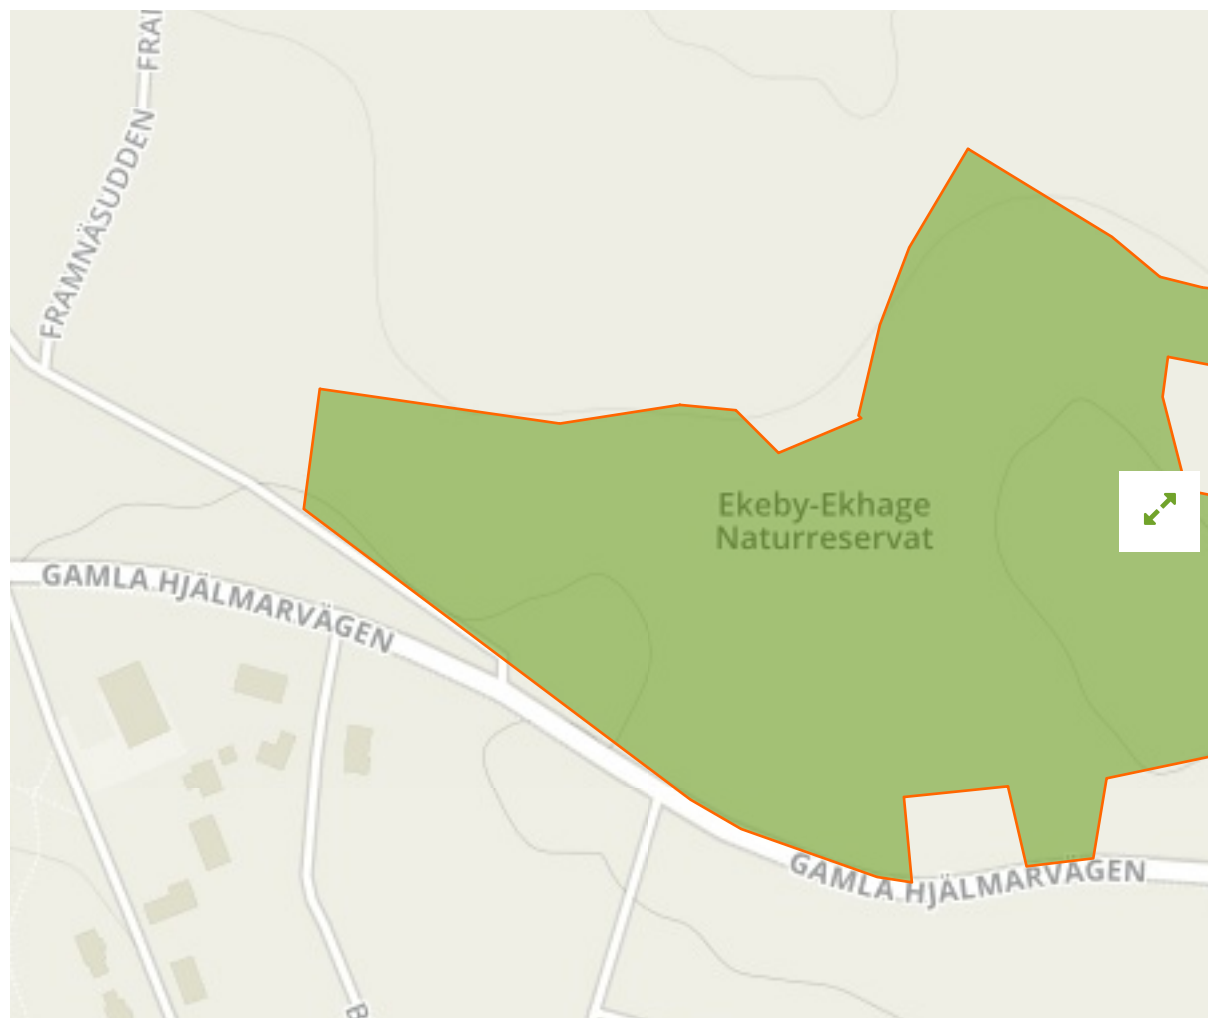 FRAMNÄSUDDEN
Ekeby-Ekhage
Naturreservat
GAMLA HJÄLMARVÄGEN
GAMLA HJÄLMARVÄGEN